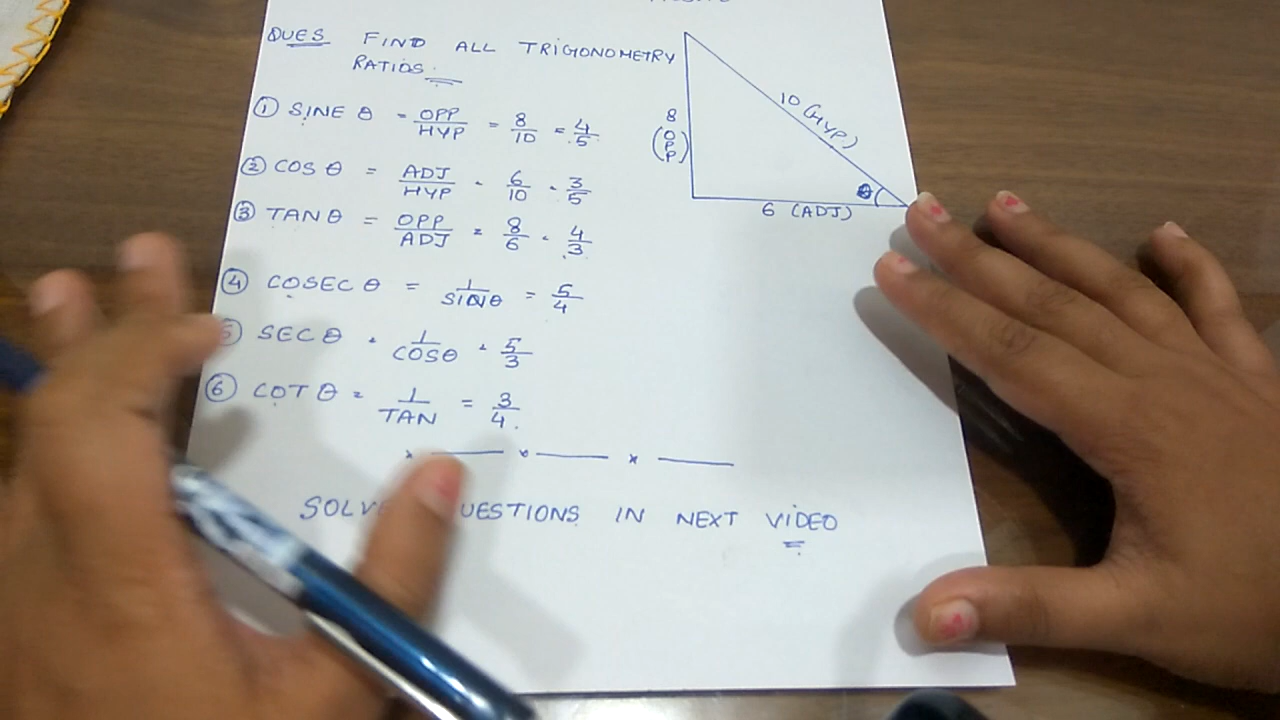 QUES FIND ALL TRIGONOMETRY
RATIOS
① SINE θ = OPP/HYP = 8/10 = 4/5
② COS θ = ADJ/HYP = 6/10 = 3/5
③ TAN θ = OPP/ADJ = 8/6 = 4/3
④ COSEC θ = 1/SINθ = 5/4
⑤ SEC θ = 1/COSθ = 5/3
⑥ COT θ = 1/TAN = 3/4.
8
(OPP)
10 (HYP)
θ
6 (ADJ)
IN NEXT VIDEO